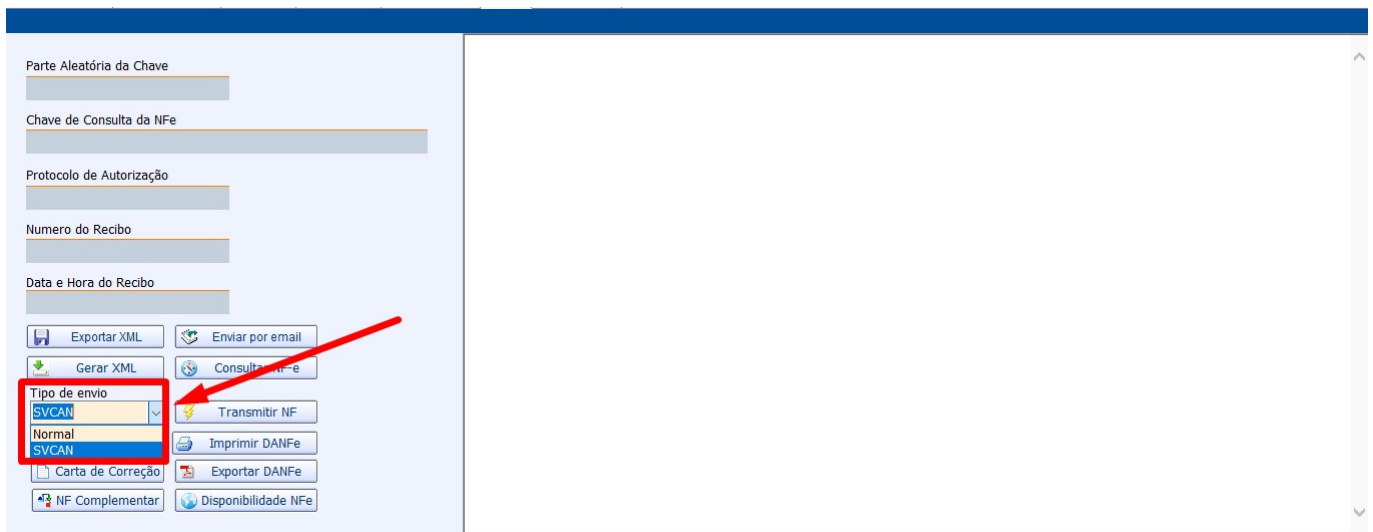 Parte Aleatória da Chave
Chave de Consulta da NFe
Protocolo de Autorização
Numero do Recibo
Data e Hora do Recibo
Exportar XML
Enviar por email
Gerar XML
Consultar NF-e
Tipo de envio
SVCAN
Transmitir NF
Normal
SVCAN
Imprimir DANFe
Carta de Correção
Exportar DANFe
NF Complementar
Disponibilidade NFe